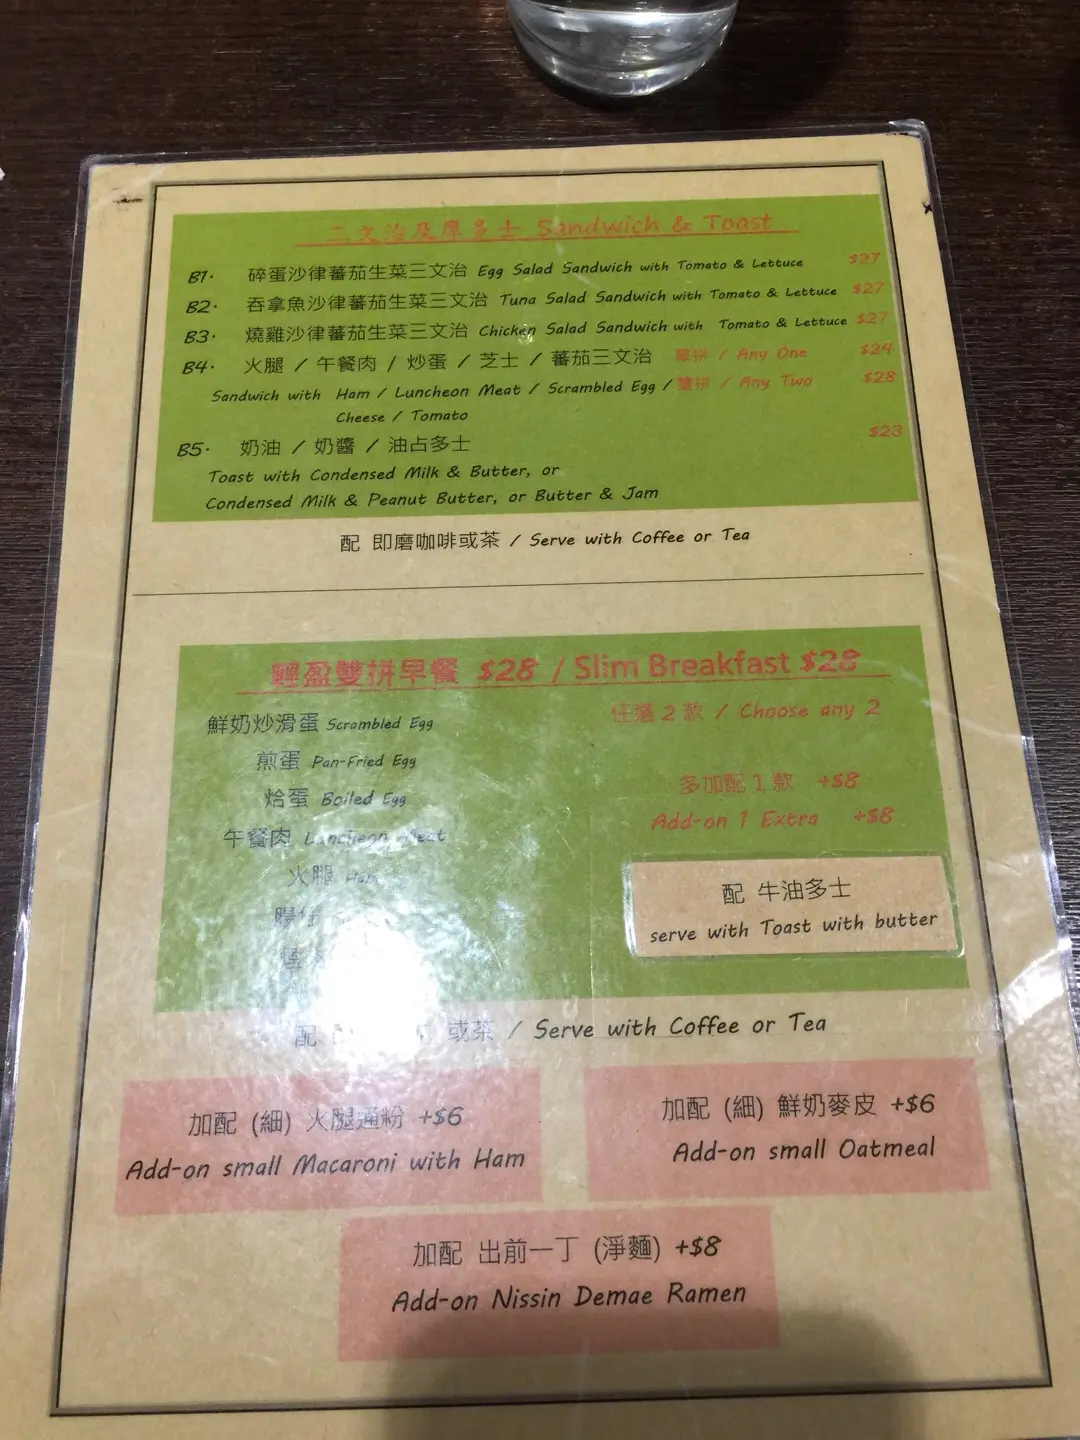 三文治及厚多士 Sandwich & Toast
B1. 碎蛋沙律蕃茄生菜三文治 Egg Salad Sandwich with Tomato & Lettuce $27
B2. 吞拿魚沙律蕃茄生菜三文治 Tuna Salad Sandwich with Tomato & Lettuce $27
B3. 燒雞沙律蕃茄生菜三文治 Chicken Salad Sandwich with Tomato & Lettuce $27
B4. 火腿 / 午餐肉 / 炒蛋 / 芝士 / 蕃茄三文治 單拼 / Any One $24
Sandwich with Ham / Luncheon Meat / Scrambled Egg / 雙拼 / Any Two $28
Cheese / Tomato
B5. 奶油 / 奶醬 / 油占多士 $23
Toast with Condensed Milk & Butter, or
Condensed Milk & Peanut Butter, or Butter & Jam
配 即磨咖啡或茶 / Serve with Coffee or Tea
輕盈雙拼早餐 $28 / Slim Breakfast $28
鮮奶炒滑蛋 Scrambled Egg
煎蛋 Pan-Fried Egg
烚蛋 Boiled Egg
午餐肉 Luncheon Meat
火腿 Ham
腸仔
任選 2 款 / Choose any 2
多加配 1 款 +$8
Add-on 1 Extra +$8
配 牛油多士
serve with Toast with butter
配 或茶 / Serve with Coffee or Tea
加配 (細) 火腿通粉 +$6
Add-on small Macaroni with Ham
加配 (細) 鮮奶麥皮 +$6
Add-on small Oatmeal
加配 出前一丁 (淨麵) +$8
Add-on Nissin Demae Ramen